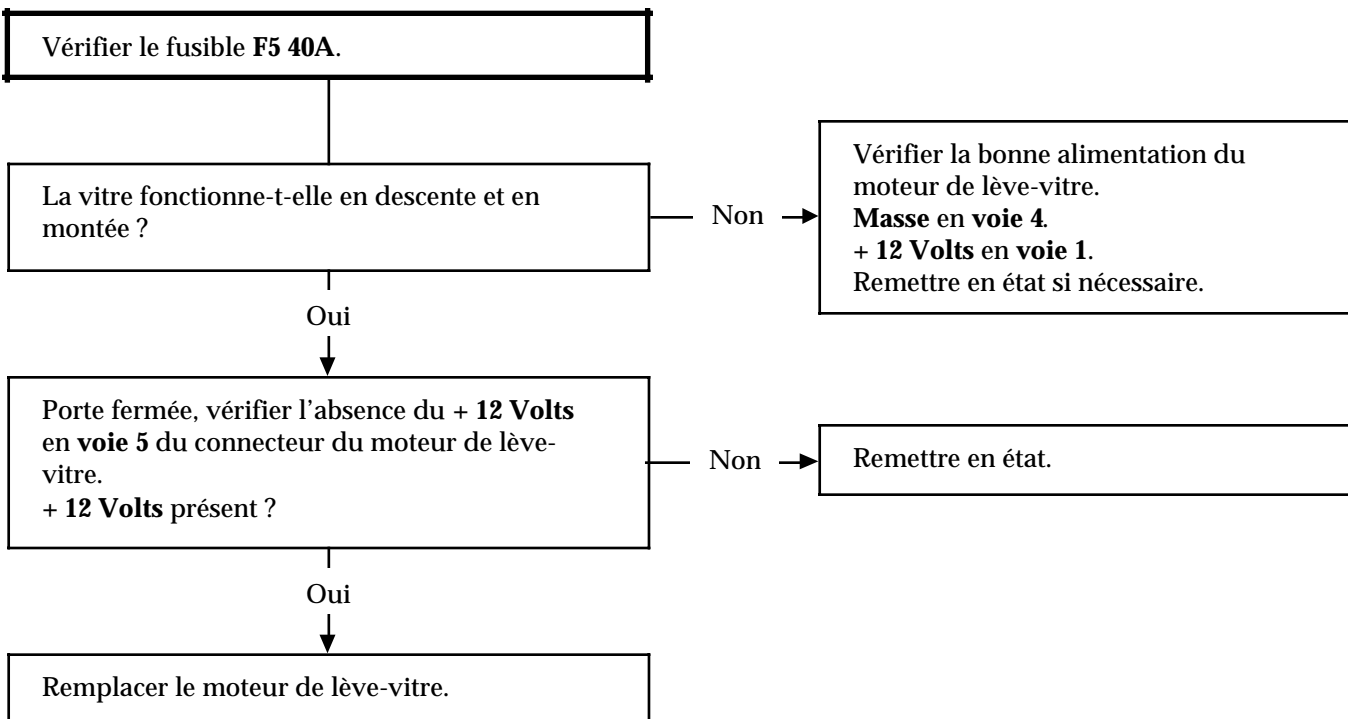 Vérifier le fusible F5 40A.
La vitre fonctionne-t-elle en descente et en
montée ?
Non
Vérifier la bonne alimentation du
moteur de lève-vitre.
Masse en voie 4.
+ 12 Volts en voie 1.
Remettre en état si nécessaire.
Oui
Porte fermée, vérifier l'absence du + 12 Volts
en voie 5 du connecteur du moteur de lève-
vitre.
+ 12 Volts présent ?
Non
Remettre en état.
Oui
Remplacer le moteur de lève-vitre.